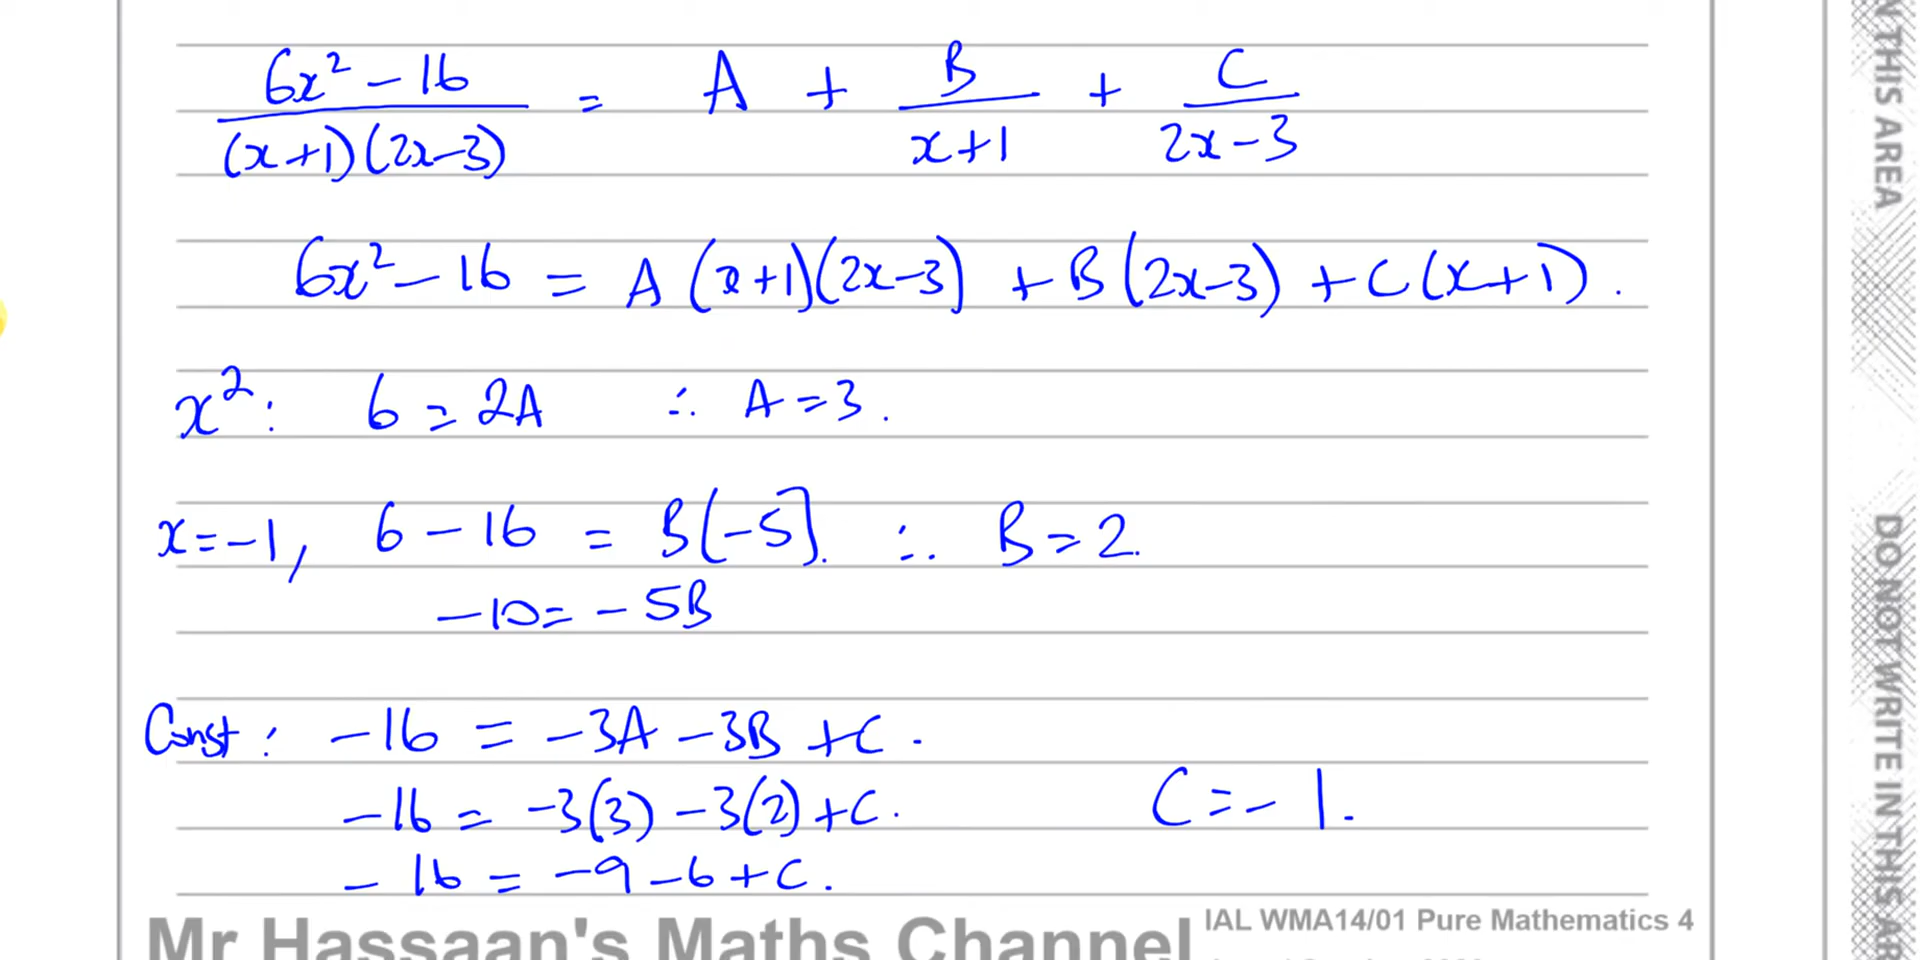 6x² - 16 / (x+1)(2x-3) = A + B / x+1 + C / 2x-3
6x² - 16 = A (x+1)(2x-3) + B (2x-3) + C (x+1).
x²: 6 = 2A ∴ A = 3.
x = -1, 6 - 16 = B(-5]. ∴ B = 2.
-10 = -5B
Const: -16 = -3A - 3B + C.
-16 = -3(3) - 3(2) + C. C = -1.
-16 = -9 - 6 + C.
Mr Hassaan's Maths Channel IAL WMA14/01 Pure Mathematics 4
N THIS AREA
DO NOT WRITE IN THIS AR